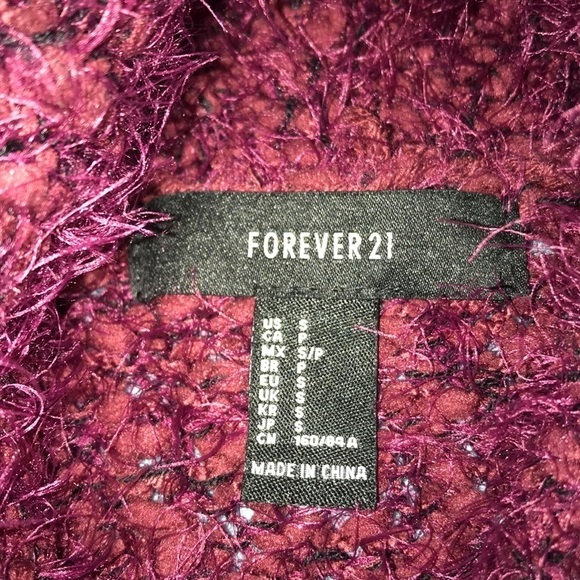 FOREVER 21
US S
CA P
MX S/P
BR P
EU S
UK S
KR S
JP S
CN 160/84A
MADE IN CHINA